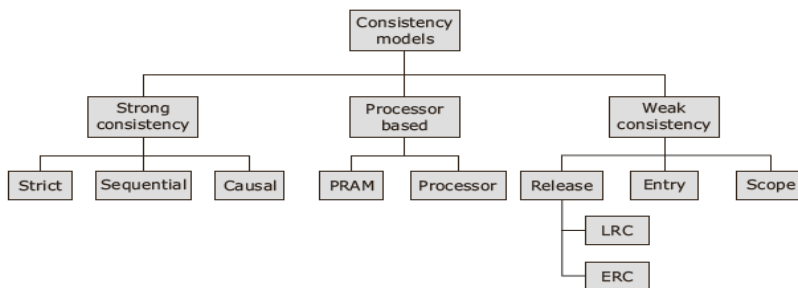 Consistency
models
Strong
consistency
Processor
based
Weak
consistency
Strict
Sequential
Causal
PRAM
Processor
Release
Entry
Scope
LRC
ERC